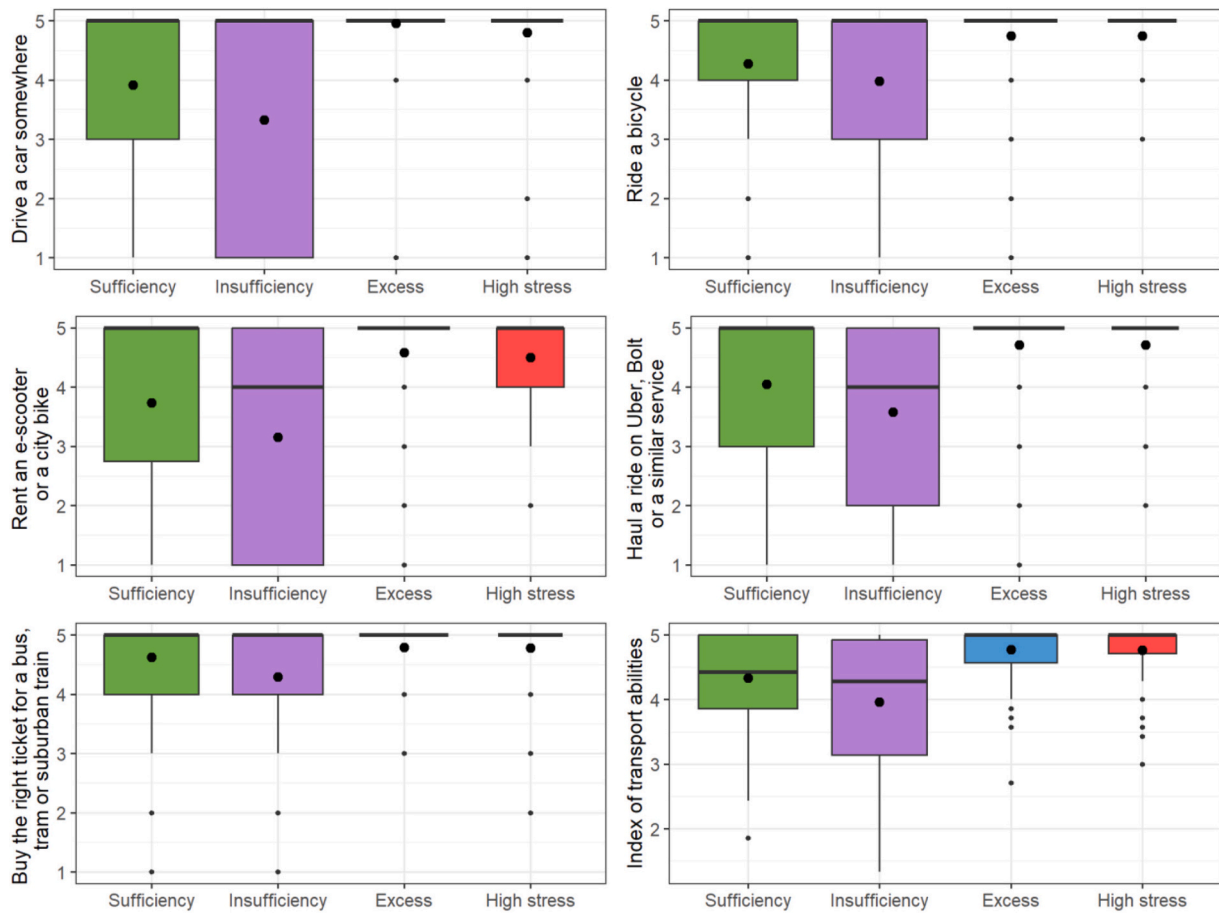 Drive a car somewhere
5
4
3
2
1
Sufficiency Insufficiency Excess High stress
Ride a bicycle
5
4
3
2
1
Sufficiency Insufficiency Excess High stress
Rent an e-scooter
or a city bike
5
4
3
2
1
Sufficiency Insufficiency Excess High stress
Haul a ride on Uber, Bolt
or a similar service
5
4
3
2
1
Sufficiency Insufficiency Excess High stress
Buy the right ticket for a bus,
tram or suburban train
5
4
3
2
1
Sufficiency Insufficiency Excess High stress
Index of transport abilities
5
4
3
2
Sufficiency Insufficiency Excess High stress